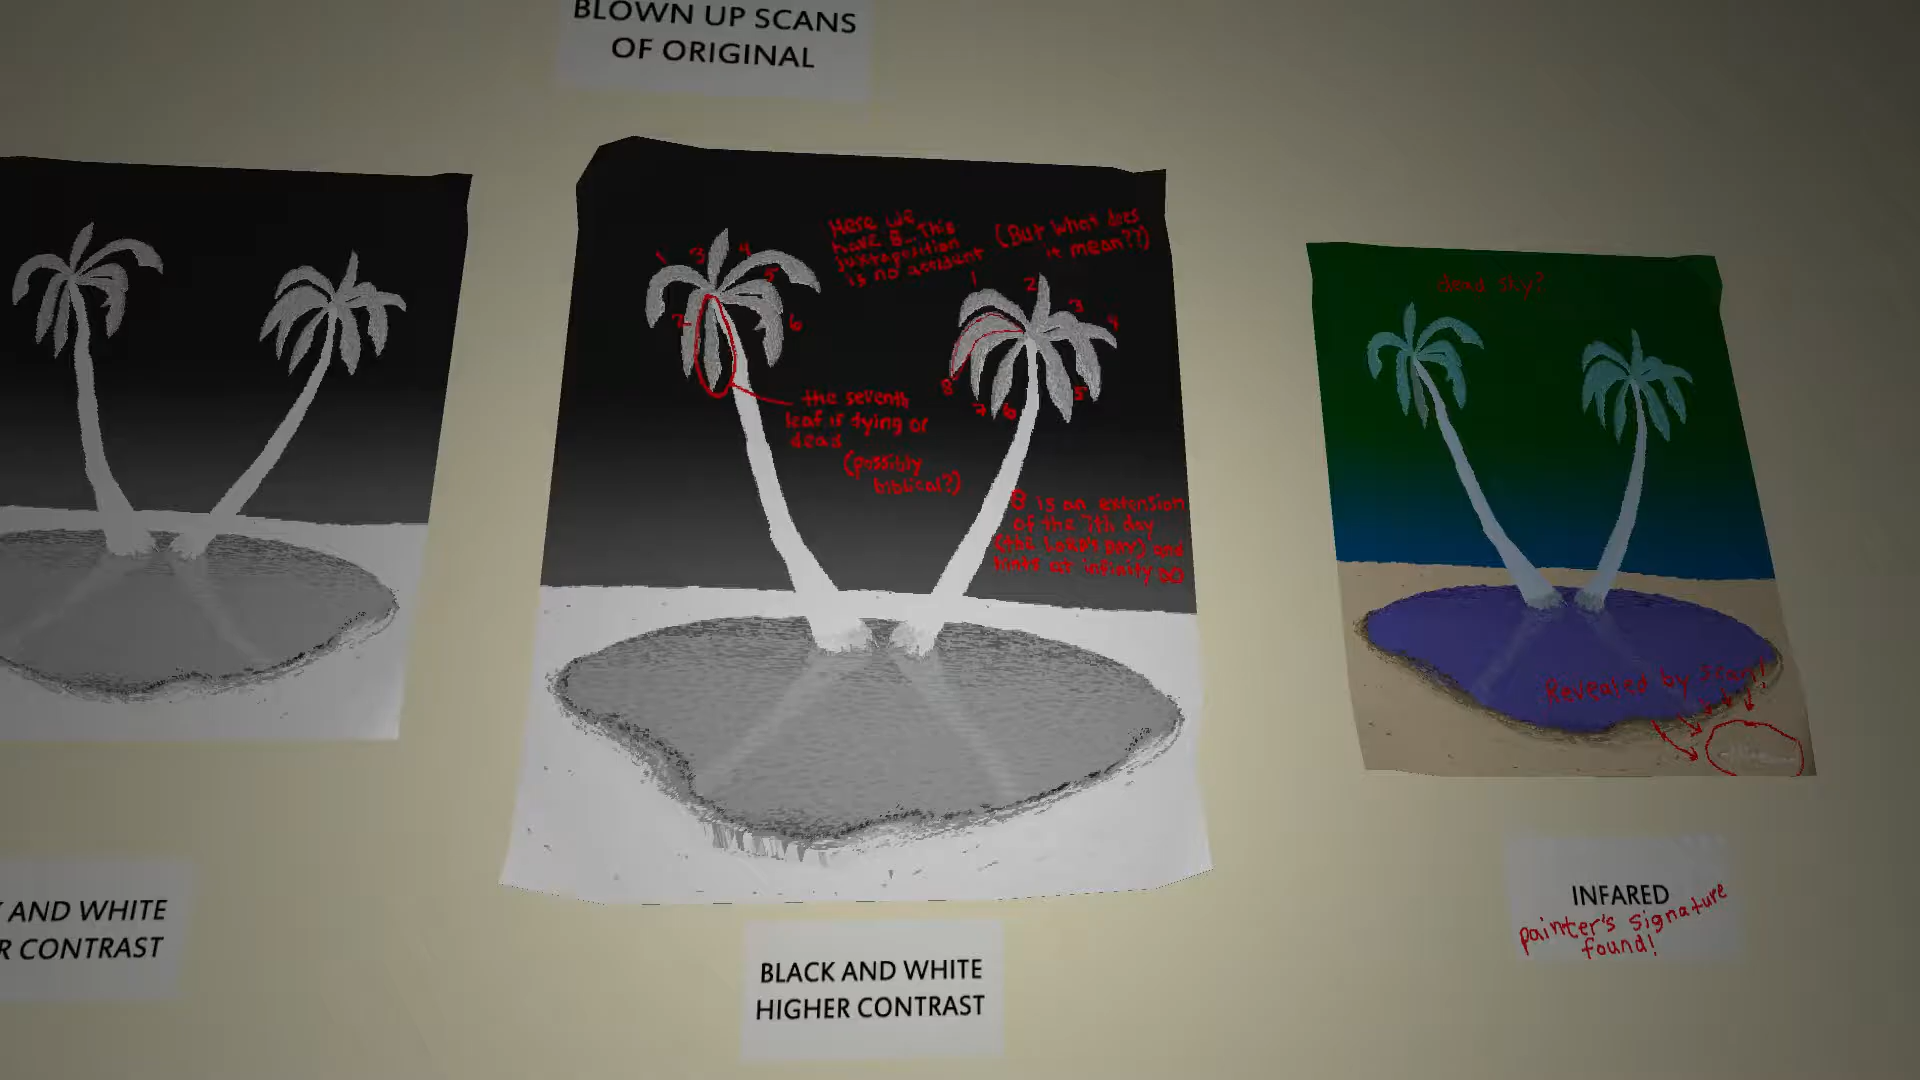 BLOWN UP SCANS
OF ORIGINAL
Here we
have 8_ This
juxtaposition
is no accident
(But what does
it mean??)
1
3
4
5
6
7
1
2
3
4
5
6
7
8
the seventh
leaf is dying or
dead
(possibly
biblical?)
8 is an extension
of the 7th day
(the Lord's Day) and
hints at infinity
dead sky?
Revealed by scan!
AND WHITE
R CONTRAST
BLACK AND WHITE
HIGHER CONTRAST
INFARED
painter's signature
found!